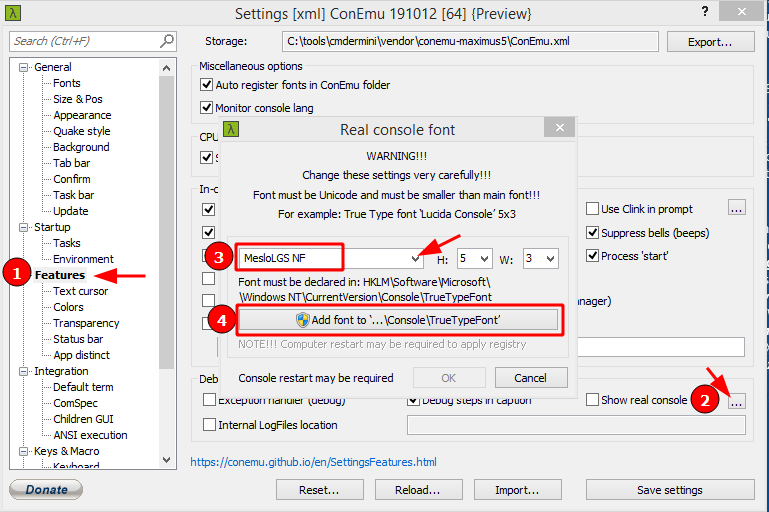 Settings [xml] ConEmu 191012 [64] {Preview}
?
Search (Ctrl+F)
Storage:
C:\tools\cmdermini\vendor\conemu-maximus5\ConEmu.xml
Export...
General
Fonts
Size & Pos
Appearance
Quake style
Background
Tab bar
Confirm
Task bar
Update
Startup
Tasks
Environment
1
Features
Text cursor
Colors
Transparency
Status bar
App distinct
Integration
Default term
ComSpec
Children GUI
ANSI execution
Keys & Macro
Keyboard
Miscellaneous options
Auto register fonts in ConEmu folder
Monitor console lang
CPU
In-c
Use Clink in prompt
...
Suppress bells (beeps)
Process 'start'
nager)
Real console font
WARNING!!!
Change these settings very carefully!!!
Font must be Unicode and must be smaller than main font!!!
For example: True Type font 'Lucida Console' 5x3
3
MesloLGS NF
H:
5
W:
3
Font must be declared in: HKLM\Software\Microsoft\
\Windows NT\CurrentVersion\Console\TrueTypeFont
4
Add font to '...\Console\TrueTypeFont'
NOTE!!! Computer restart may be required to apply registry
Console restart may be required
OK
Cancel
Debu
Exception handler (debug)
Debug steps in caption
Show real console
2
...
Internal LogFiles location
https://conemu.github.io/en/SettingsFeatures.html
Donate
Reset...
Reload...
Import...
Save settings